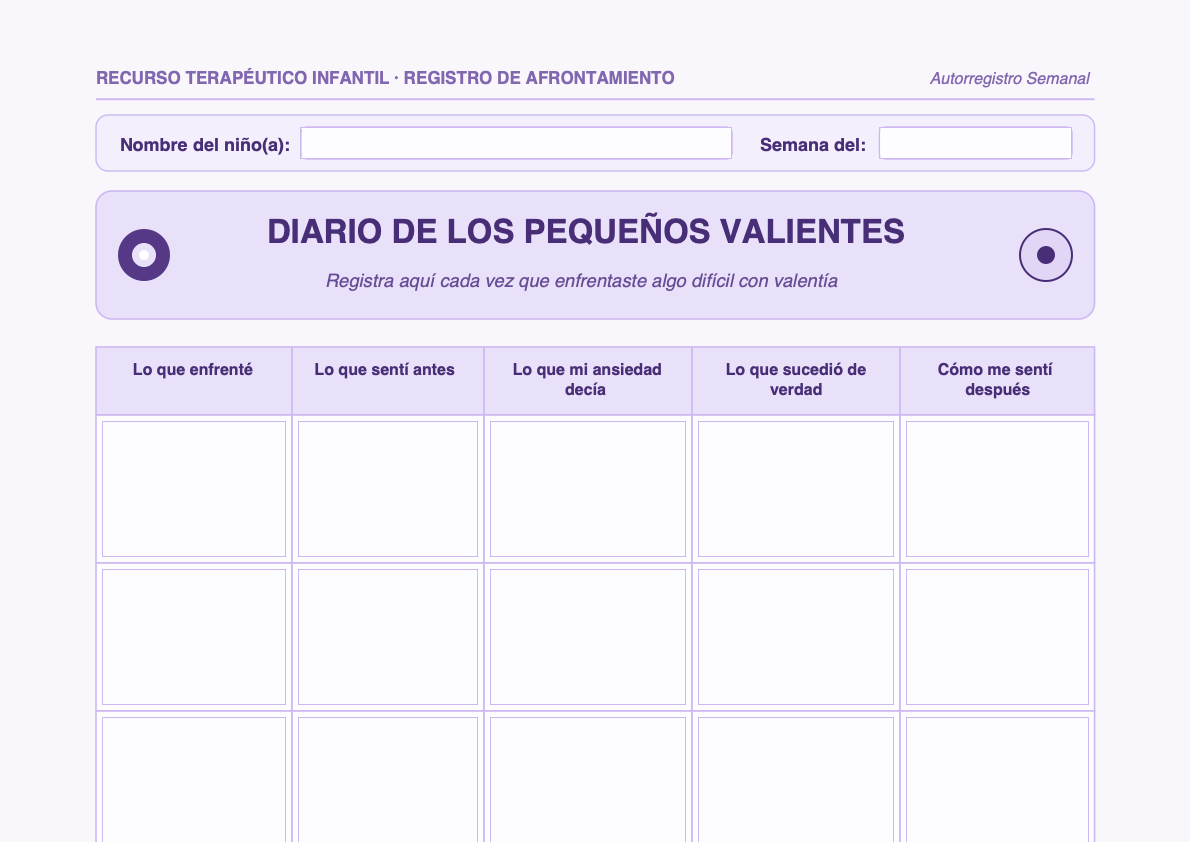 RECURSO TERAPÉUTICO INFANTIL · REGISTRO DE AFRONTAMIENTO
Autorregistro Semanal
Nombre del niño(a):
Semana del:
DIARIO DE LOS PEQUEÑOS VALIENTES
Registra aquí cada vez que enfrentaste algo difícil con valentía
Lo que enfrenté
Lo que sentí antes
Lo que mi ansiedad
decía
Lo que sucedió de
verdad
Cómo me sentí
después